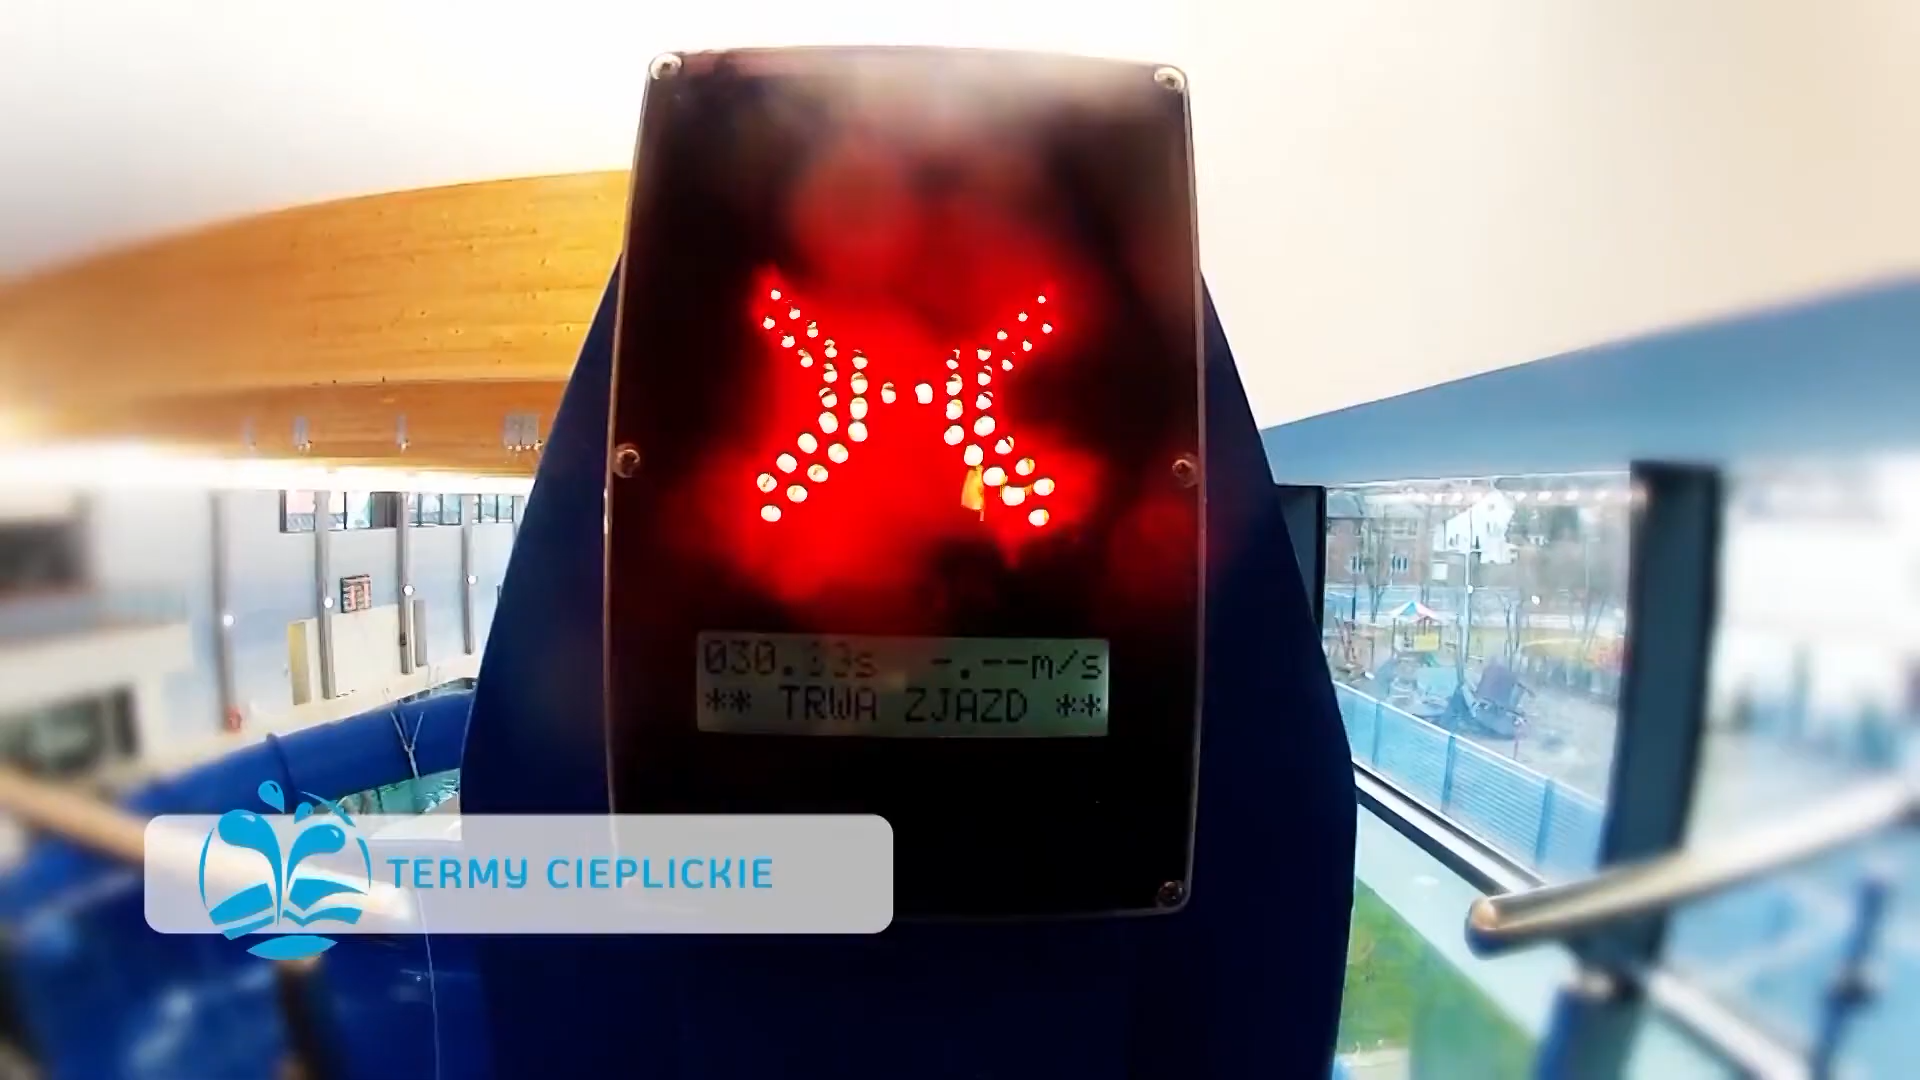 030.33s -.--m/s
** TRWA ZJAZD **
TERMY CIEPLICKIE